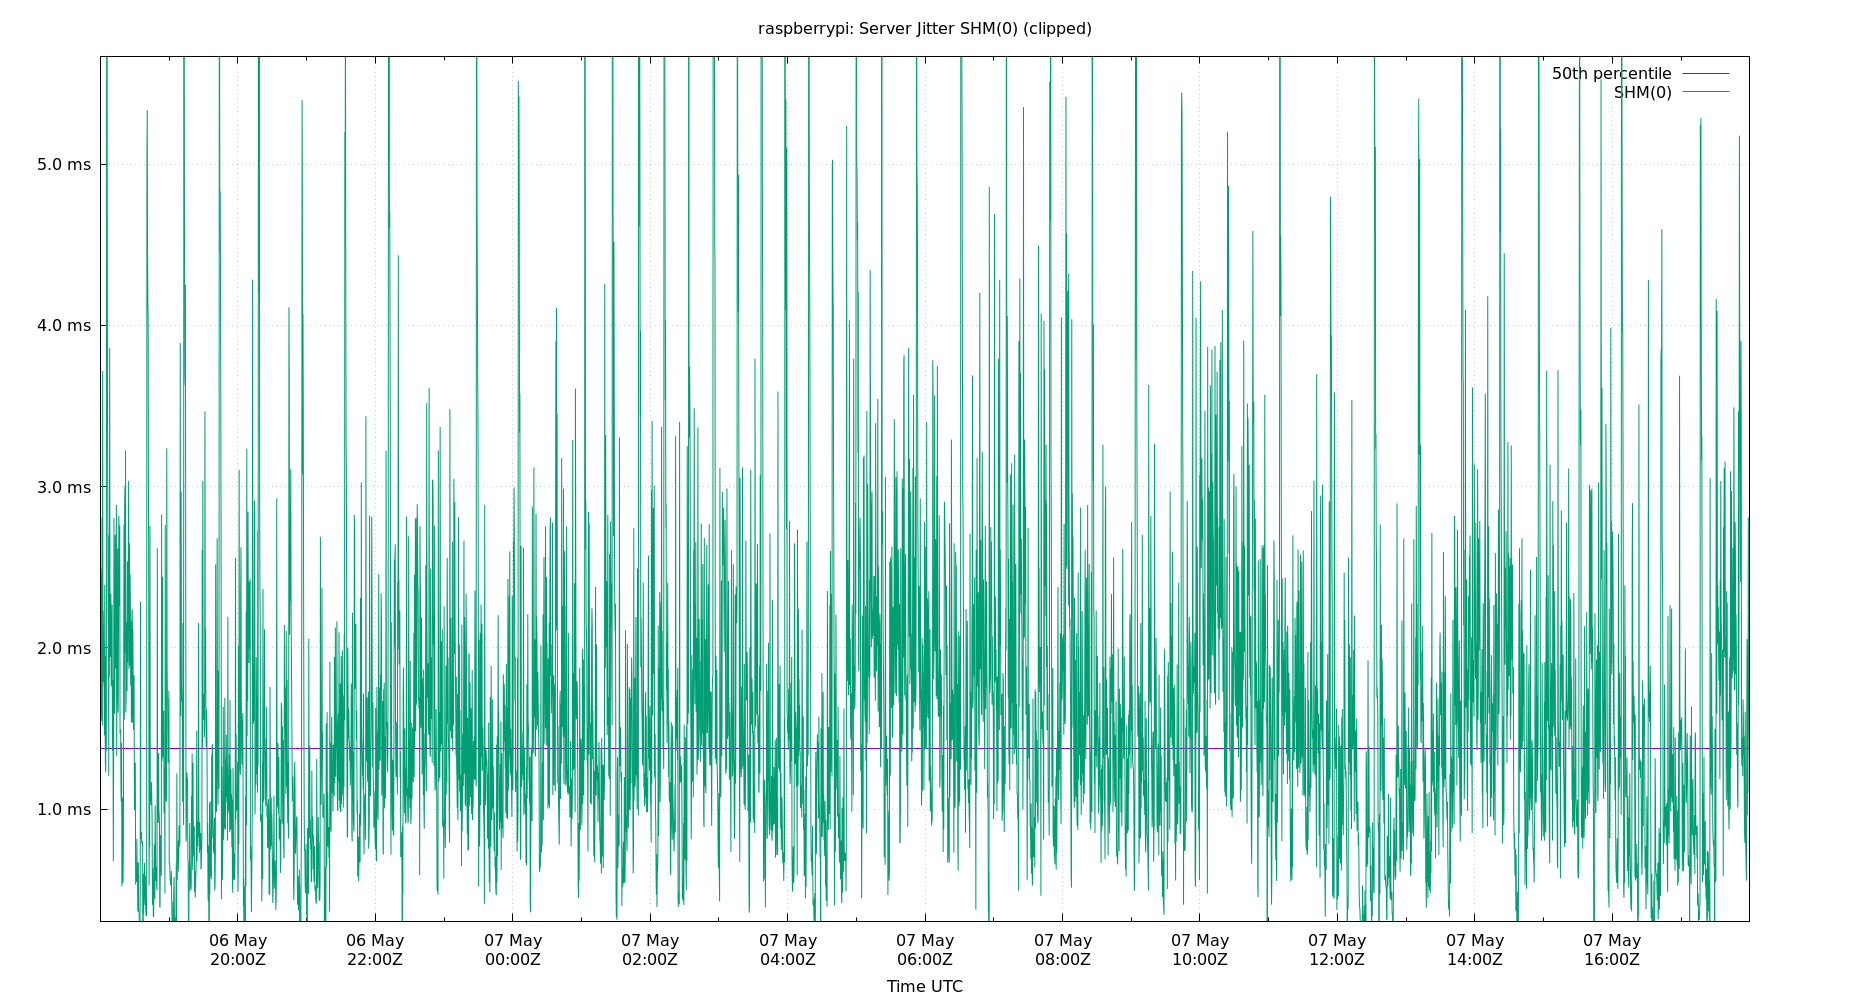 raspberrypi: Server Jitter SHM(0) (clipped)
50th percentile
SHM(0)
5.0 ms
4.0 ms
3.0 ms
2.0 ms
1.0 ms
06 May 06 May 07 May 07 May 07 May 07 May 07 May 07 May 07 May 07 May 07 May
20:00Z 22:00Z 00:00Z 02:00Z 04:00Z 06:00Z 08:00Z 10:00Z 12:00Z 14:00Z 16:00Z
Time UTC